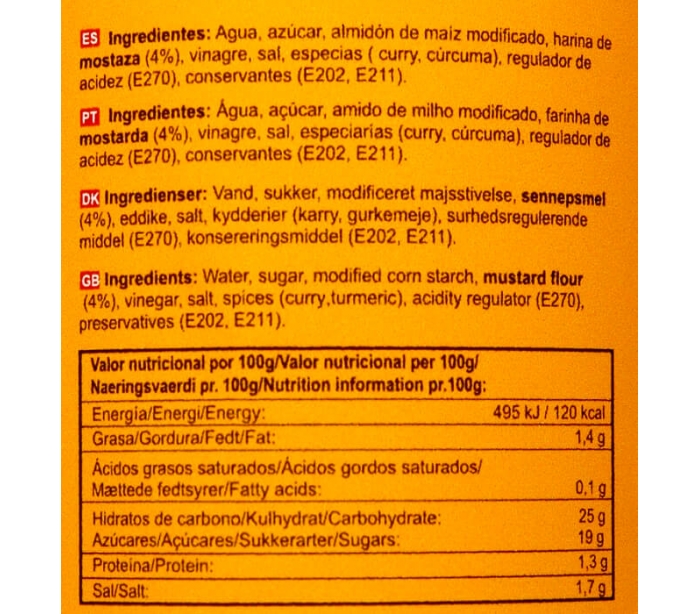 ES Ingredientes: Agua, azúcar, almidón de maíz modificado, harina de
mostaza (4%), vinagre, sal, especias ( curry, cúrcuma), regulador de
acidez (E270), conservantes (E202, E211).
PT Ingredientes: Água, açúcar, amido de milho modificado, farinha de
mostarda (4%), vinagre, sal, especiarias (curry, cúrcuma), regulador de
acidez (E270), conservantes (E202, E211).
DK Ingredienser: Vand, sukker, modificeret majsstivelse, sennepsmel
(4%), eddike, salt, kydderier (karry, gurkemeje), surhedsregulerende
middel (E270), konsereringsmiddel (E202, E211).
GB Ingredients: Water, sugar, modified corn starch, mustard flour
(4%), vinegar, salt, spices (curry,turmeric), acidity regulator (E270),
preservatives (E202, E211).
Valor nutricional por 100g/Valor nutricional per 100g/
Naeringsvaerdi pr. 100g/Nutrition information pr.100g:
Energia/Energi/Energy: 495 kJ / 120 kcal
Grasa/Gordura/Fedt/Fat: 1,4 g
Ácidos grasos saturados/Ácidos gordos saturados/
Mættede fedtsyrer/Fatty acids: 0,1 g
Hidratos de carbono/Kulhydrat/Carbohydrate: 25 g
Azúcares/Açúcares/Sukkerarter/Sugars: 19 g
Proteina/Protein: 1,3 g
Sal/Salt: 1,7 g